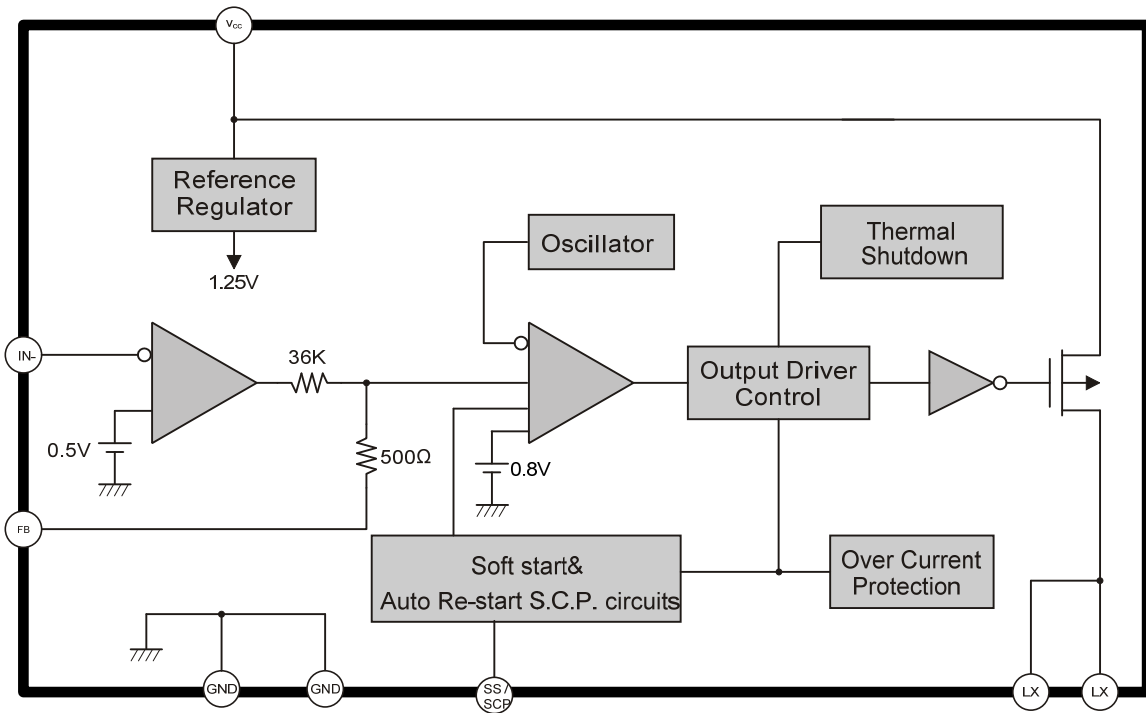 Vcc
Reference
Regulator
1.25V
Oscillator
Thermal
Shutdown
IN-
36K
Output Driver
Control
0.5V
500Ω
0.8V
FB
Soft start&
Auto Re-start S.C.P. circuits
Over Current
Protection
GND
GND
SS /
SCP
LX
LX